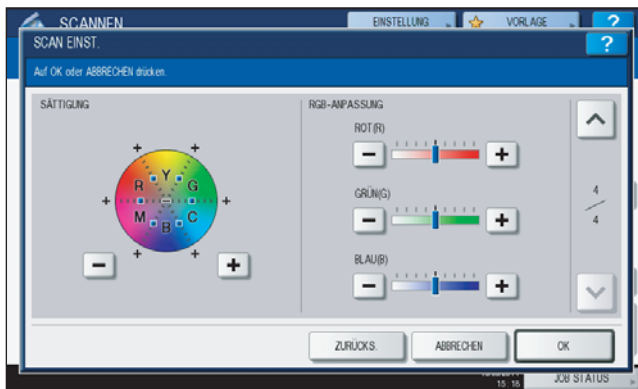 SCANNEN
EINSTELLUNG
VORLAGE
?
SCAN EINST.
?
Auf OK oder ABBRECHEN drücken.
SÄTTIGUNG
RGB-ANPASSUNG
ROT(R)
GRÜN(G)
BLAU(B)
R Y G
M B C
4
4
ZURÜCKS.
ABBRECHEN
OK
15:18
JOB STATUS